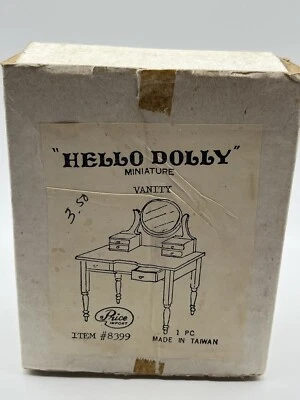 "HELLO DOLLY"
MINIATURE
VANITY
3.50
Price
IMPORT
ITEM #8399
1 PC
MADE IN TAIWAN